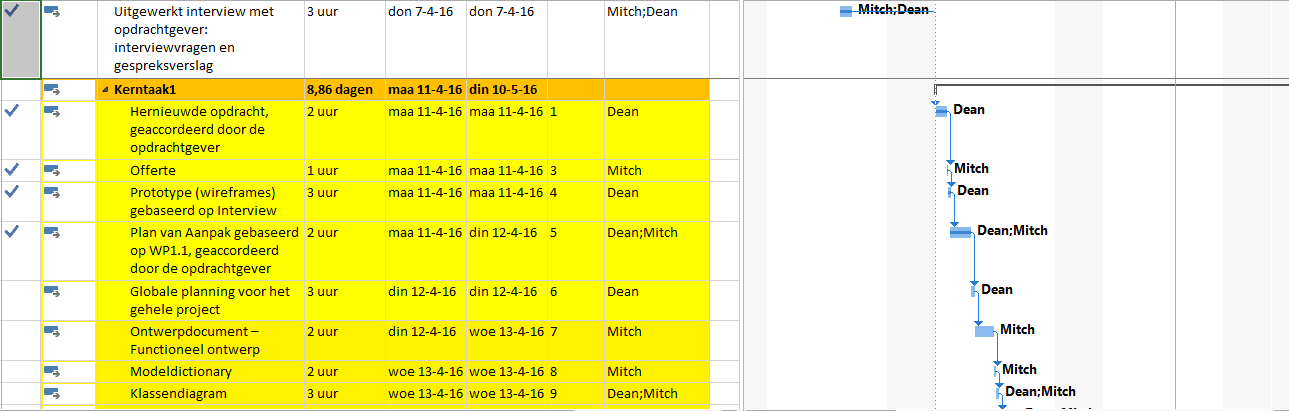 Uitgewerkt interview met 3 uur don 7-4-16 don 7-4-16 Mitch;Dean Mitch;Dean
opdrachtgever:
interviewvragen en
gespreksverslag
Kerntaak1 8,86 dagen maa 11-4-16 din 10-5-16
Hernieuwde opdracht, 2 uur maa 11-4-16 maa 11-4-16 1 Dean Dean
geaccordeerd door de
opdrachtgever
Offerte 1 uur maa 11-4-16 maa 11-4-16 3 Mitch Mitch
Prototype (wireframes) 3 uur maa 11-4-16 maa 11-4-16 4 Dean Dean
gebaseerd op Interview
Plan van Aanpak gebaseerd 2 uur maa 11-4-16 din 12-4-16 5 Dean;Mitch Dean;Mitch
op WP1.1, geaccordeerd
door de opdrachtgever
Globale planning voor het 3 uur din 12-4-16 din 12-4-16 6 Dean Dean
gehele project
Ontwerpdocument – 2 uur din 12-4-16 woe 13-4-16 7 Mitch Mitch
Functioneel ontwerp
Modeldictionary 2 uur woe 13-4-16 woe 13-4-16 8 Mitch Mitch
Klassendiagram 3 uur woe 13-4-16 woe 13-4-16 9 Dean;Mitch Dean;Mitch